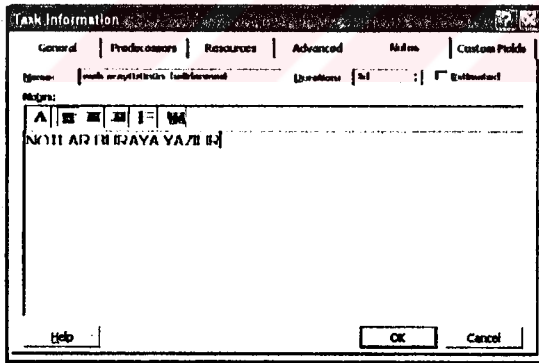 Task Information
General Predecessors Resources Advanced Notes Custom Fields
Name: Duration: Estimated
Notes:
A
NOTLAR BURAYA YAZILIR
Help OK Cancel